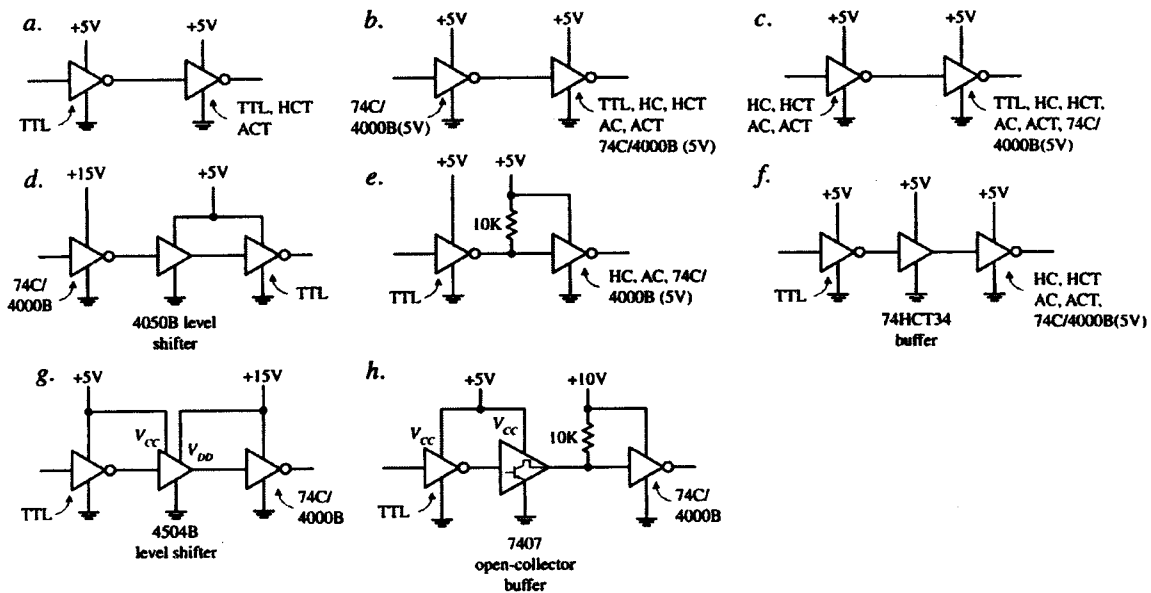 a.
+5V
+5V
TTL
TTL, HCT
ACT
b.
+5V
+5V
74C/
4000B(5V)
TTL, HC, HCT
AC, ACT
74C/4000B (5V)
c.
+5V
+5V
HC, HCT
AC, ACT
TTL, HC, HCT,
AC, ACT, 74C/
4000B(5V)
d.
+15V
+5V
74C/
4000B
4050B level
shifter
TTL
e.
+5V
+5V
10K
TTL
HC, AC, 74C/
4000B (5V)
f.
+5V
+5V
+5V
TTL
74HCT34
buffer
HC, HCT
AC, ACT,
74C/4000B(5V)
g.
+5V
+15V
VCC
VDD
TTL
4504B
level shifter
74C/
4000B
h.
+5V
+10V
VCC
VCC
10K
TTL
7407
open-collector
buffer
74C/
4000B